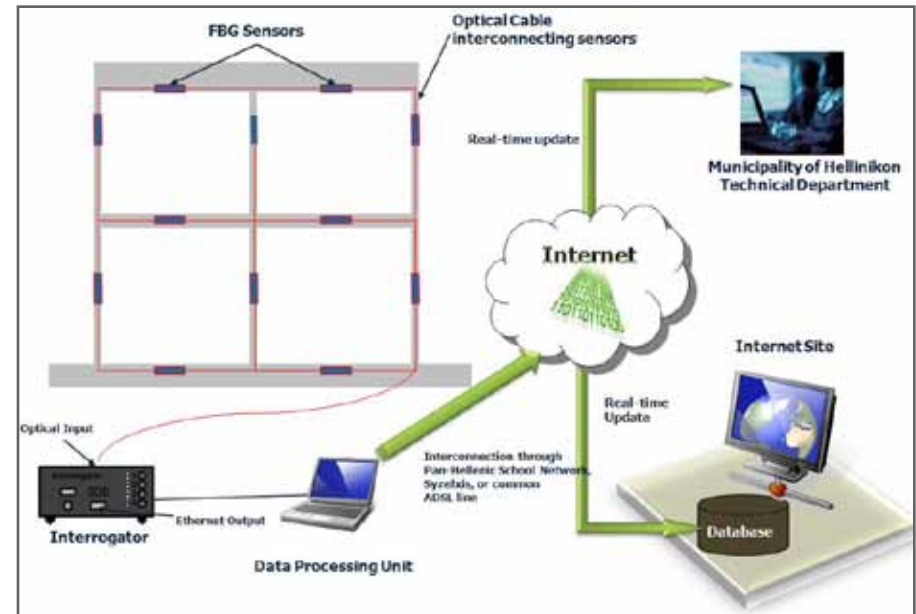 FBG Sensors
Optical Cable
interconnecting sensors
Real-time update
Municipality of Hellinikon
Technical Department
Internet
Internet Site
Real-time
Update
Optical Input
Interconnection through
Pan-Hellenic School Network,
Syzefxis, or common
ADSL line
Ethernet Output
Interrogator
Database
Data Processing Unit